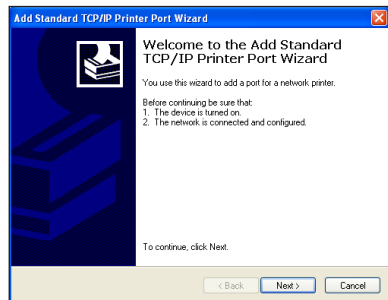 Add Standard TCP/IP Printer Port Wizard
Welcome to the Add Standard
TCP/IP Printer Port Wizard
You use this wizard to add a port for a network printer.
Before continuing be sure that:
1. The device is turned on.
2. The network is connected and configured.
To continue, click Next.
< Back Next > Cancel